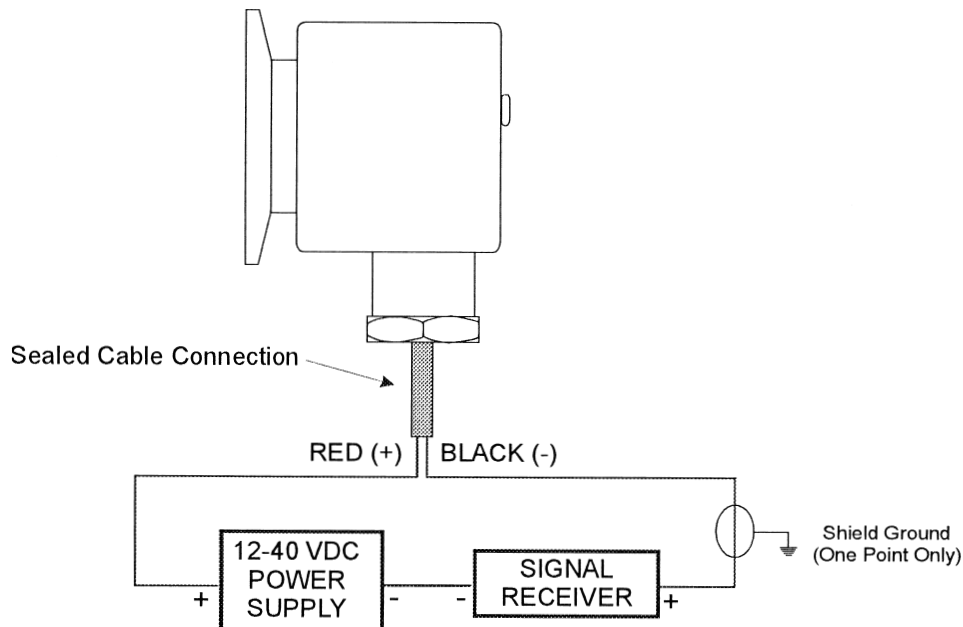 Sealed Cable Connection
RED (+)
BLACK (-)
Shield Ground
(One Point Only)
12-40 VDC
POWER
SUPPLY
+
-
-
SIGNAL
RECEIVER
+